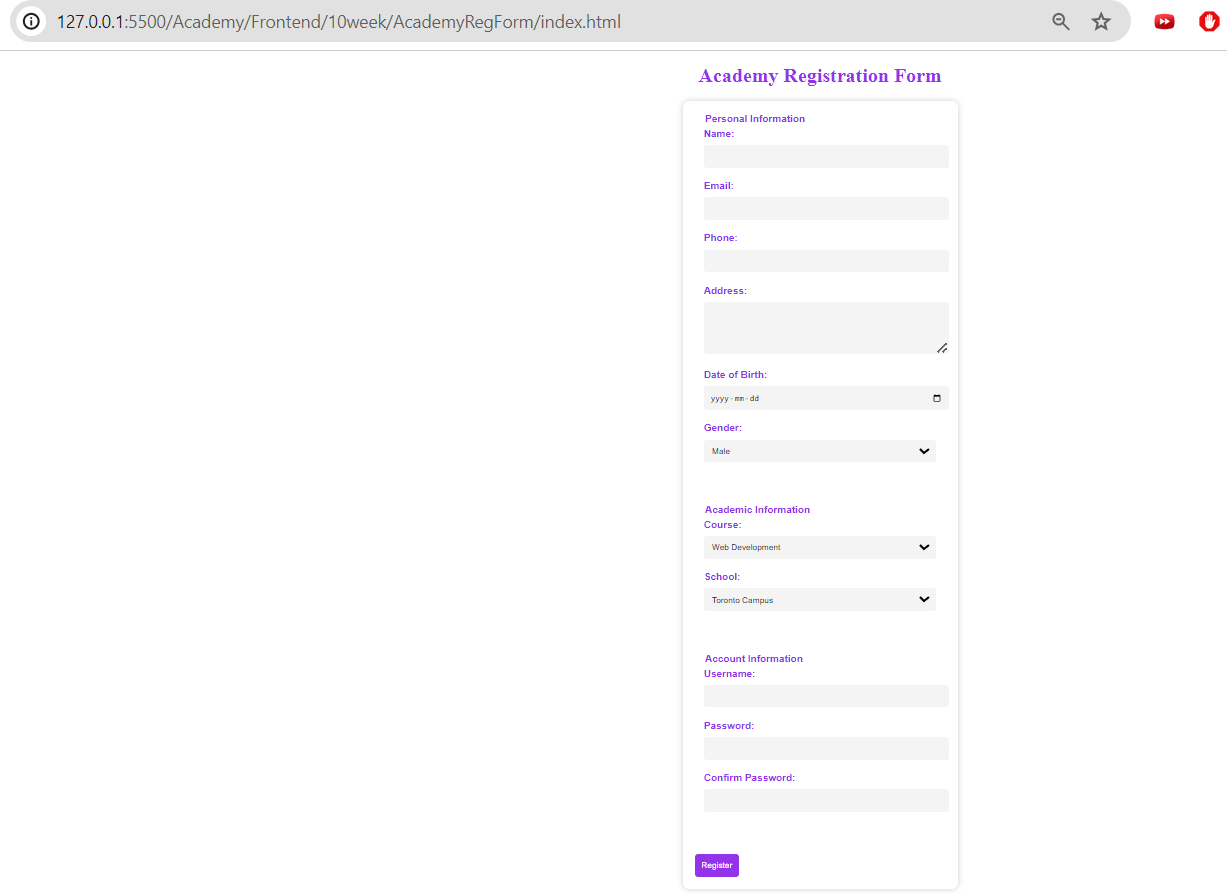 127.0.0.1:5500/Academy/Frontend/10week/AcademyRegForm/index.html
Academy Registration Form
Personal Information
Name:
Email:
Phone:
Address:
Date of Birth:
yyyy-mm-dd
Gender:
Male
Academic Information
Course:
Web Development
School:
Toronto Campus
Account Information
Username:
Password:
Confirm Password:
Register